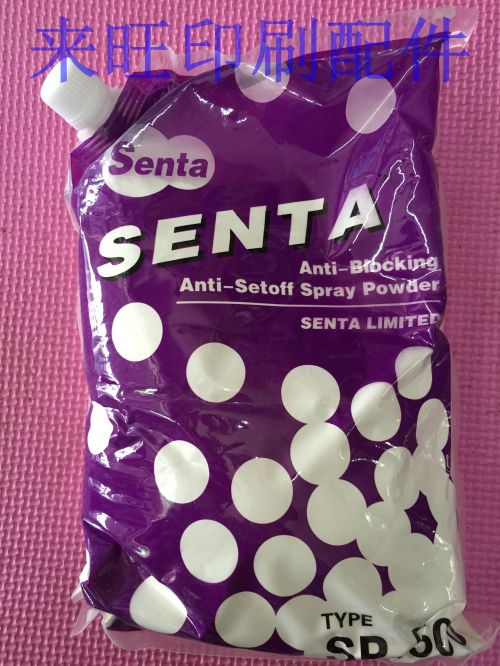 来旺印刷配件
Senta
SENTA
Anti-Blocking
Anti-Setoff Spray Powder
SENTA LIMITED
TYPE